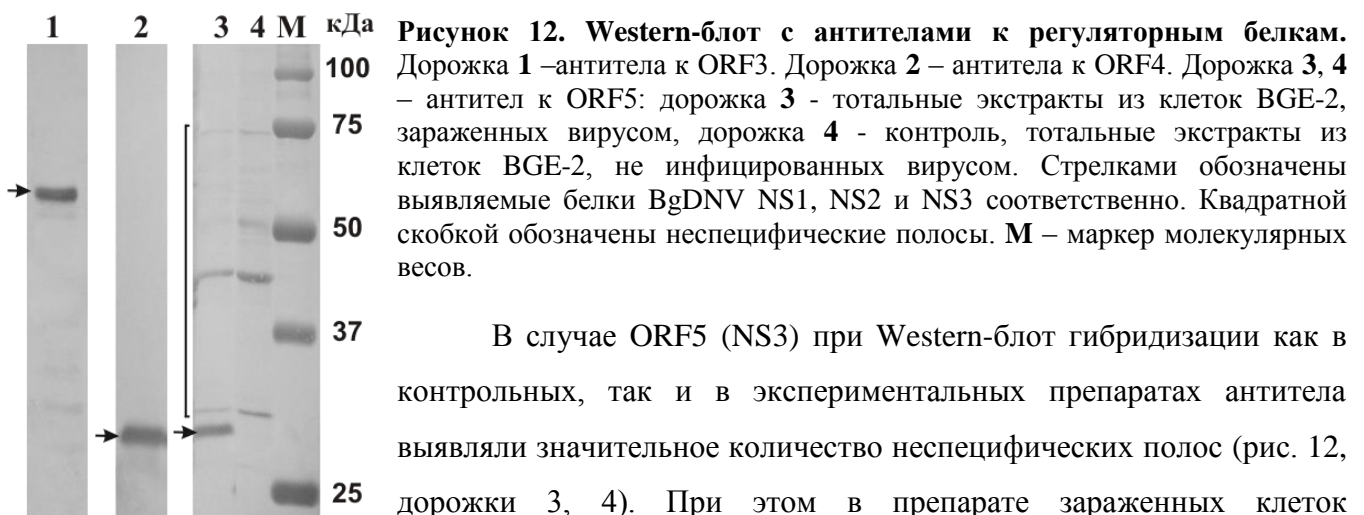 1 2 3 4 М кДа
100
75
50
37
25
Рисунок 12. Western-блот с антителами к регуляторным белкам.
Дорожка 1 –антитела к ORF3. Дорожка 2 – антитела к ORF4. Дорожка 3, 4
– антител к ORF5: дорожка 3 - тотальные экстракты из клеток BGE-2,
зараженных вирусом, дорожка 4 - контроль, тотальные экстракты из
клеток BGE-2, не инфицированных вирусом. Стрелками обозначены
выявляемые белки BgDNV NS1, NS2 и NS3 соответственно. Квадратной
скобкой обозначены неспецифические полосы. М – маркер молекулярных
весов.
В случае ORF5 (NS3) при Western-блот гибридизации как в
контрольных, так и в экспериментальных препаратах антитела
выявляли значительное количество неспецифических полос (рис. 12,
дорожки 3, 4). При этом в препарате зараженных клеток